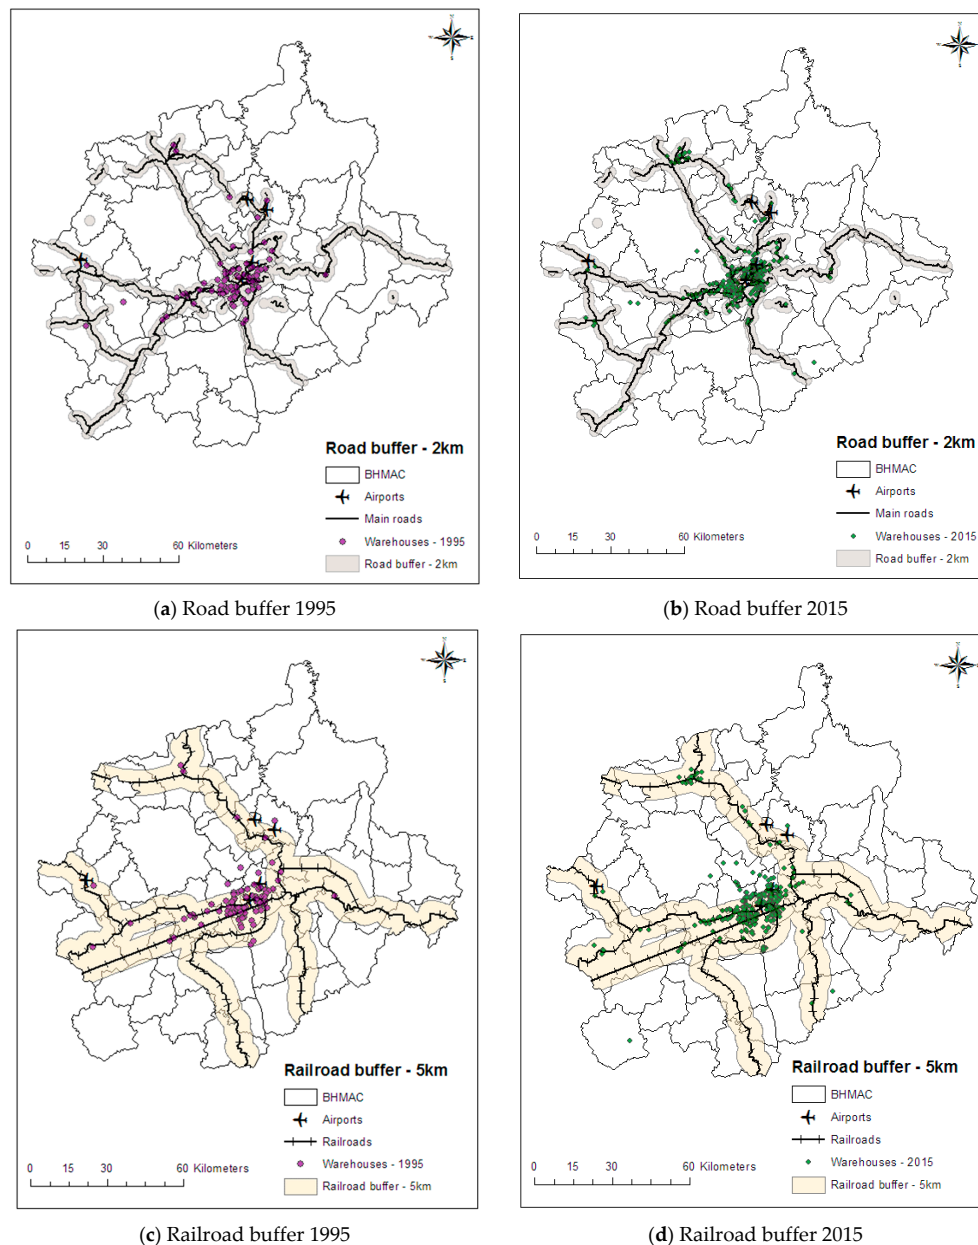 Road buffer - 2km
BHMAC
Airports
Main roads
Warehouses - 1995
Road buffer - 2km
0 15 30 60 Kilometers
(a) Road buffer 1995
Road buffer - 2km
BHMAC
Airports
Main roads
Warehouses - 2015
Road buffer - 2km
0 15 30 60 Kilometers
(b) Road buffer 2015
Railroad buffer - 5km
BHMAC
Airports
Railroads
Warehouses - 1995
Railroad buffer - 5km
0 15 30 60 Kilometers
(c) Railroad buffer 1995
Railroad buffer - 5km
BHMAC
Airports
Railroads
Warehouses - 2015
Railroad buffer - 5km
0 15 30 60 Kilometers
(d) Railroad buffer 2015